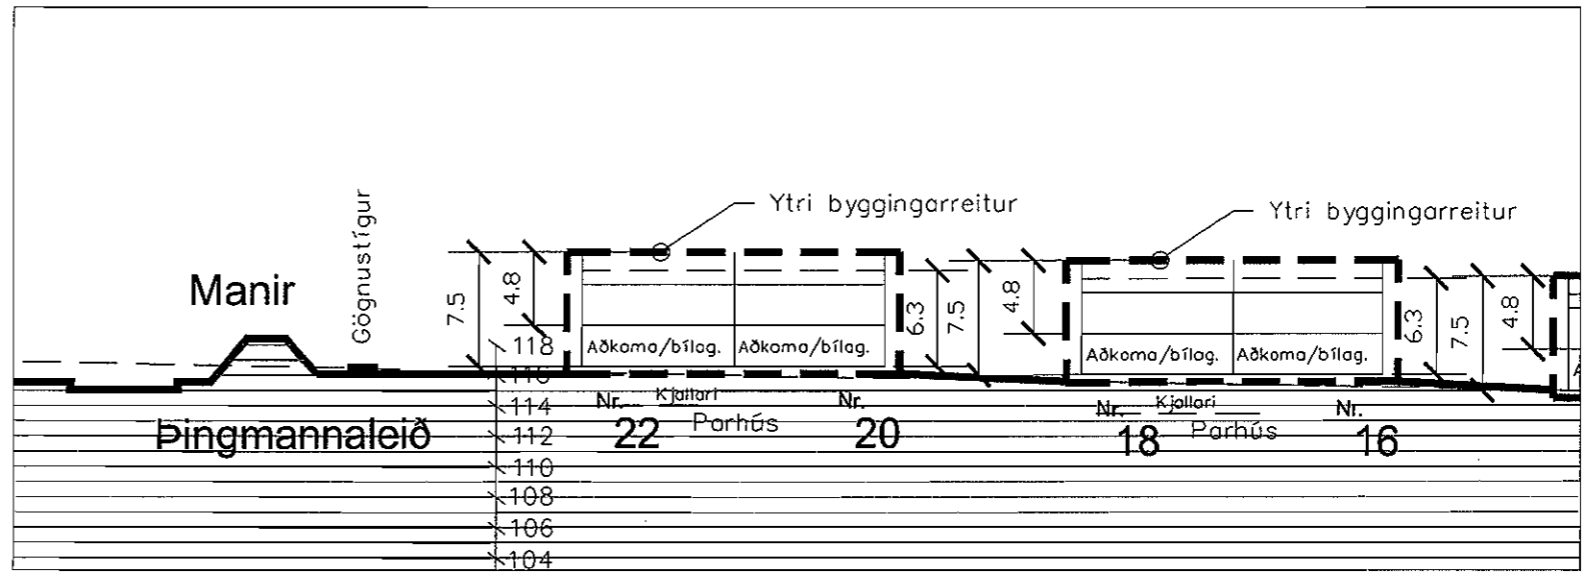 Ytri byggingarreitur
Ytri byggingarreitur
Gögnustígur
Manir
7.5
4.8
6.3
7.5
4.8
6.3
7.5
4.8
Aðkoma/bílag. Aðkoma/bílag.
Aðkoma/bílag. Aðkoma/bílag.
118
116
114
112
110
108
106
104
Þingmannaleið
Nr. Kjallari Nr.
22 Parhús 20
Nr. Kjallari Nr.
18 Parhús 16